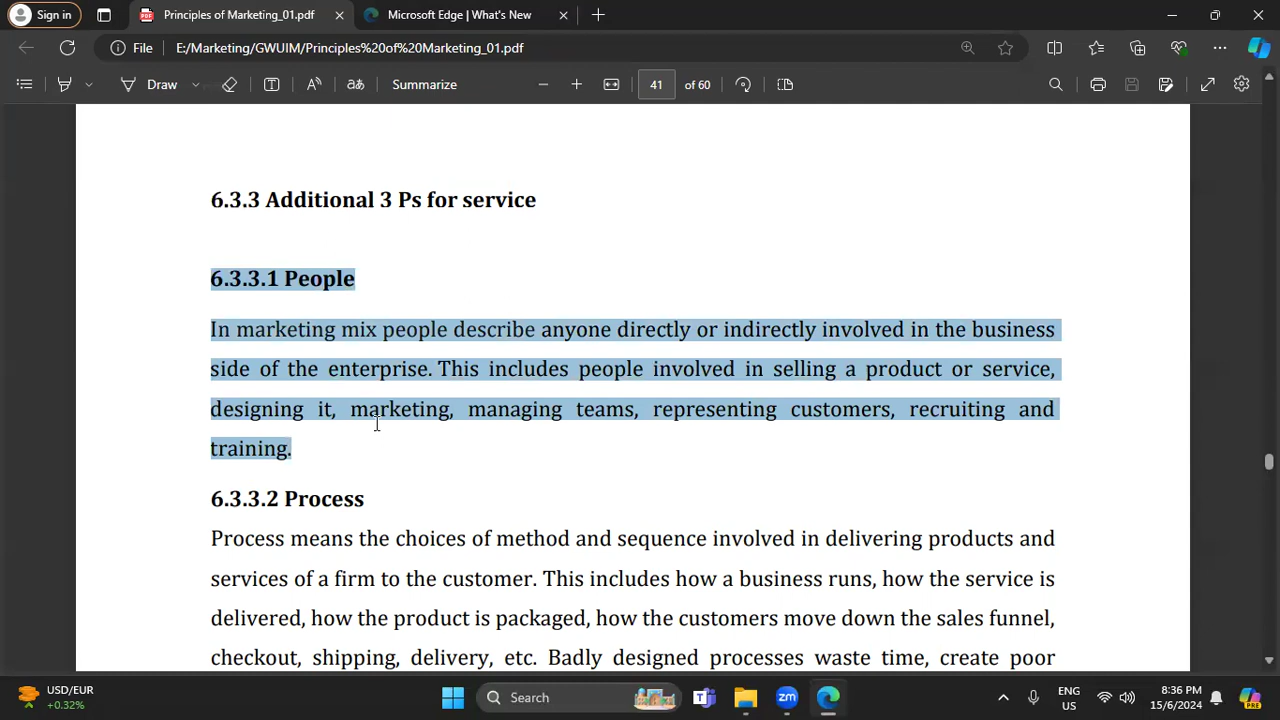 Sign in
Principles of Marketing_01.pdf
Microsoft Edge | What's New
File
E:/Marketing/GWUIM/Principles%20of%20Marketing_01.pdf
Draw
Summarize
41 of 60
6.3.3 Additional 3 Ps for service
6.3.3.1 People
In marketing mix people describe anyone directly or indirectly involved in the business
side of the enterprise. This includes people involved in selling a product or service,
designing it, marketing, managing teams, representing customers, recruiting and
training.
6.3.3.2 Process
Process means the choices of method and sequence involved in delivering products and
services of a firm to the customer. This includes how a business runs, how the service is
delivered, how the product is packaged, how the customers move down the sales funnel,
checkout, shipping, delivery, etc. Badly designed processes waste time, create poor
USD/EUR
+0.32%
Search
ENG
US
8:36 PM
15/6/2024